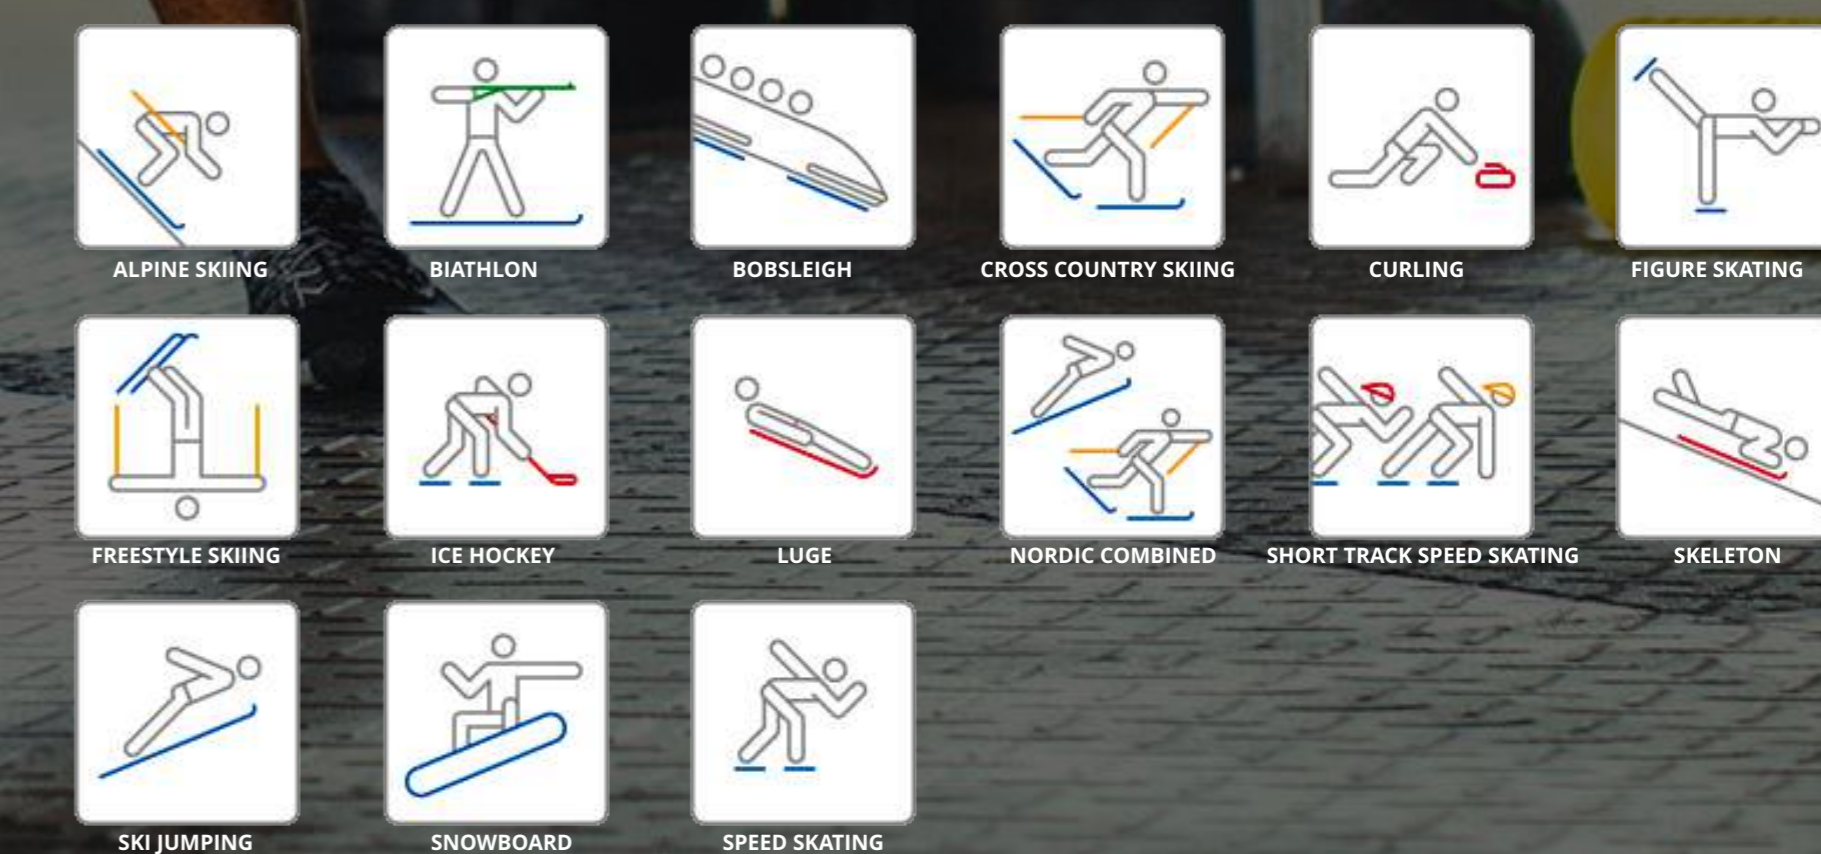 ALPINE SKIING
BIATHLON
BOBSLEIGH
CROSS COUNTRY SKIING
CURLING
FIGURE SKATING
FREESTYLE SKIING
ICE HOCKEY
LUGE
NORDIC COMBINED
SHORT TRACK SPEED SKATING
SKELETON
SKI JUMPING
SNOWBOARD
SPEED SKATING